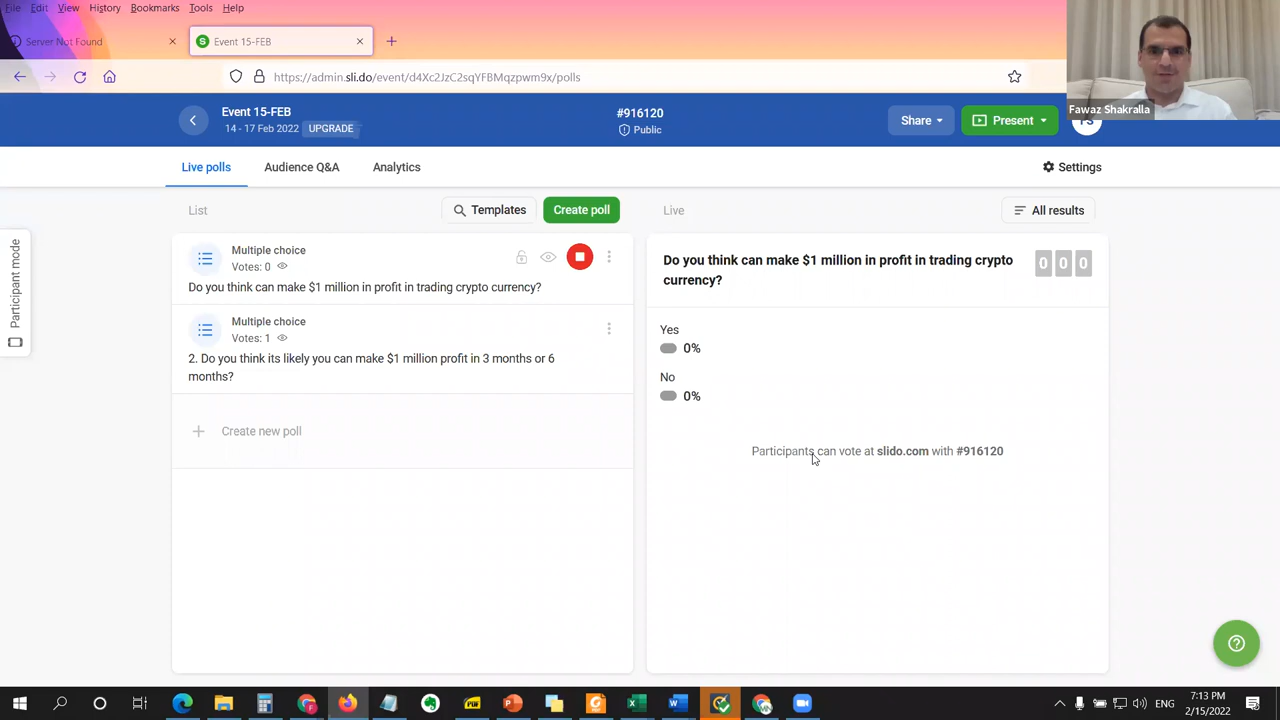 File Edit View History Bookmarks Tools Help
Server Not Found
Event 15-FEB
https://admin.sli.do/event/d4Xc2JzC2sqYFBMqzpwm9x/polls
Fawaz Shakralla
Event 15-FEB
14 - 17 Feb 2022 UPGRADE
#916120
Public
Share
Present
Live polls Audience Q&A Analytics
Settings
Participant mode
List
Templates
Create poll
Live
All results
Multiple choice
Votes: 0
Do you think can make $1 million in profit in trading crypto currency?
Multiple choice
Votes: 1
2. Do you think its likely you can make $1 million profit in 3 months or 6
months?
Create new poll
Do you think can make $1 million in profit in trading crypto
currency?
0 0 0
Yes
0%
No
0%
Participants can vote at slido.com with #916120
ENG
7:13 PM
2/15/2022